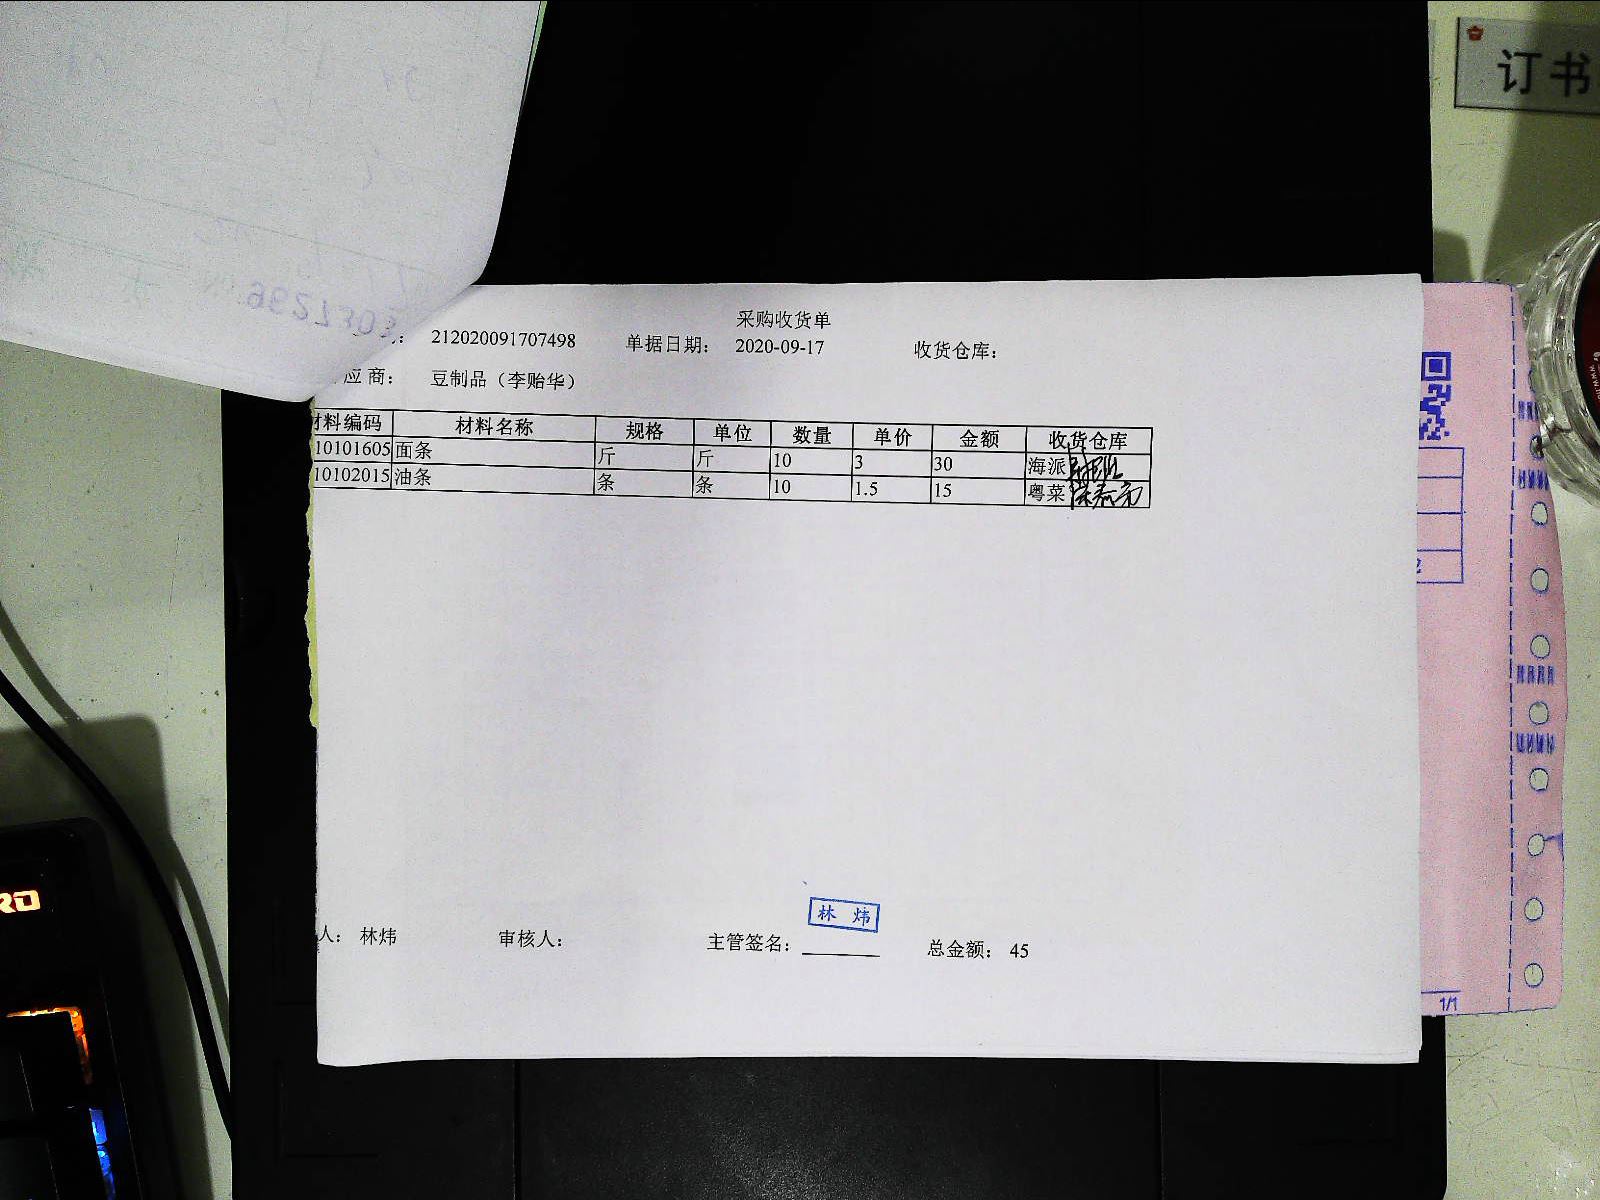 订书
采购收货单
212020091707498 单据日期： 2020-09-17 收货仓库：
应商： 豆制品（李贻华）
材料编码 材料名称 规格 单位 数量 单价 金额 收货仓库
10101605 面条 斤 斤 10 3 30 海派
10102015 油条 条 条 10 1.5 15 粤菜
林 炜
人： 林炜 审核人： 主管签名： 总金额： 45
1/1